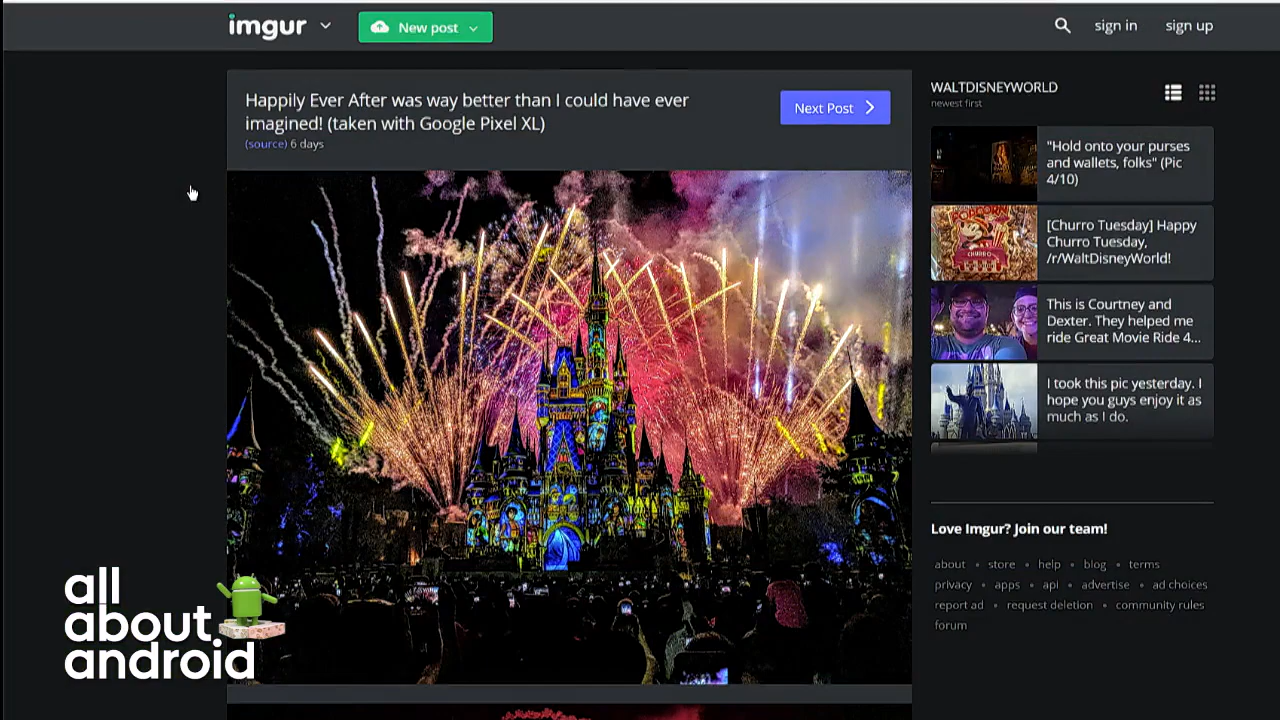 imgur
New post
sign in
sign up
Happily Ever After was way better than I could have ever
imagined! (taken with Google Pixel XL)
(source) 6 days
Next Post
WALTDISNEYWORLD
newest first
"Hold onto your purses
and wallets, folks" (Pic
4/10)
POPCORN
CHURRO
[Churro Tuesday] Happy
Churro Tuesday,
/r/WaltDisneyWorld!
This is Courtney and
Dexter. They helped me
ride Great Movie Ride 4...
I took this pic yesterday. I
hope you guys enjoy it as
much as I do.
Love Imgur? Join our team!
about • store • help • blog • terms
privacy • apps • api • advertise • ad choices
report ad • request deletion • community rules
forum
all
about
android